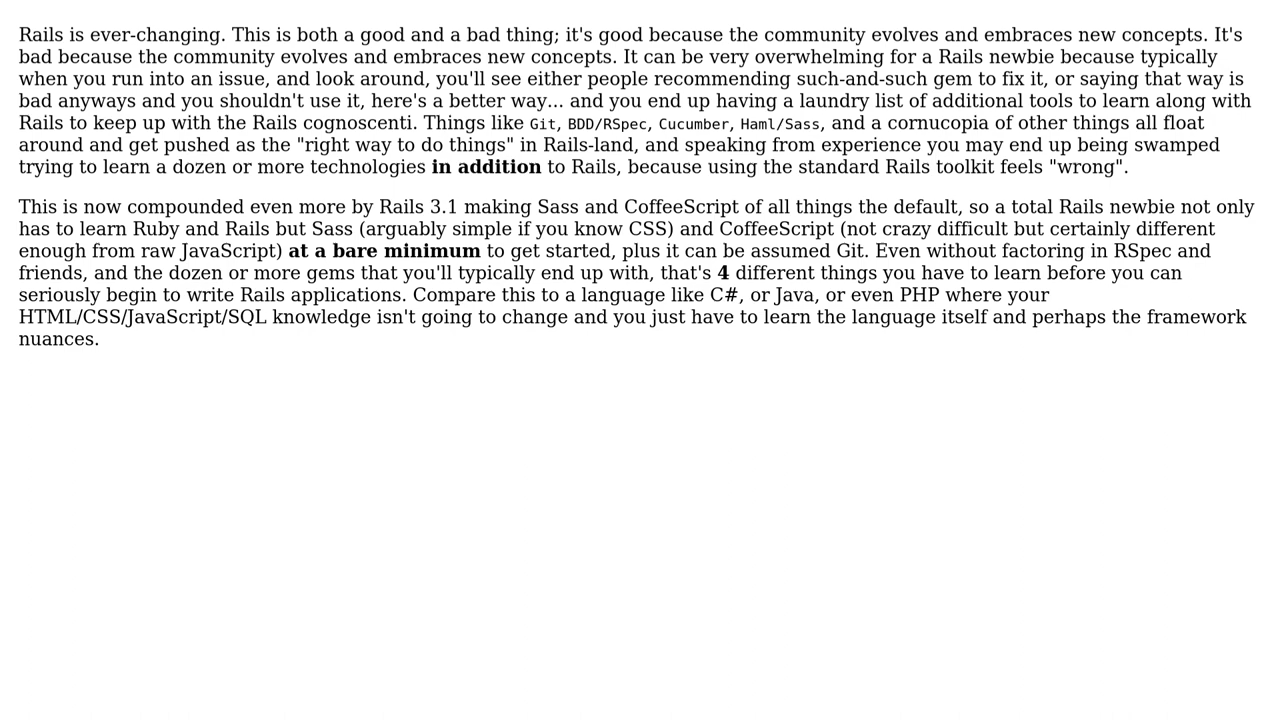 Rails is ever-changing. This is both a good and a bad thing; it's good because the community evolves and embraces new concepts. It's
bad because the community evolves and embraces new concepts. It can be very overwhelming for a Rails newbie because typically
when you run into an issue, and look around, you'll see either people recommending such-and-such gem to fix it, or saying that way is
bad anyways and you shouldn't use it, here's a better way... and you end up having a laundry list of additional tools to learn along with
Rails to keep up with the Rails cognoscenti. Things like Git, BDD/RSpec, Cucumber, Haml/Sass, and a cornucopia of other things all float
around and get pushed as the "right way to do things" in Rails-land, and speaking from experience you may end up being swamped
trying to learn a dozen or more technologies in addition to Rails, because using the standard Rails toolkit feels "wrong".
This is now compounded even more by Rails 3.1 making Sass and CoffeeScript of all things the default, so a total Rails newbie not only
has to learn Ruby and Rails but Sass (arguably simple if you know CSS) and CoffeeScript (not crazy difficult but certainly different
enough from raw JavaScript) at a bare minimum to get started, plus it can be assumed Git. Even without factoring in RSpec and
friends, and the dozen or more gems that you'll typically end up with, that's 4 different things you have to learn before you can
seriously begin to write Rails applications. Compare this to a language like C#, or Java, or even PHP where your
HTML/CSS/JavaScript/SQL knowledge isn't going to change and you just have to learn the language itself and perhaps the framework
nuances.